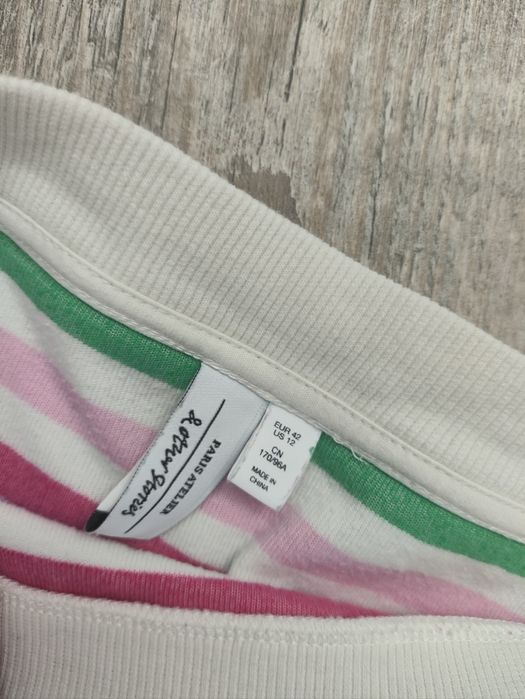 & other Stories
PARIS ATELIER
EUR 42
US 12
CN
170/96A
MADE IN
CHINA